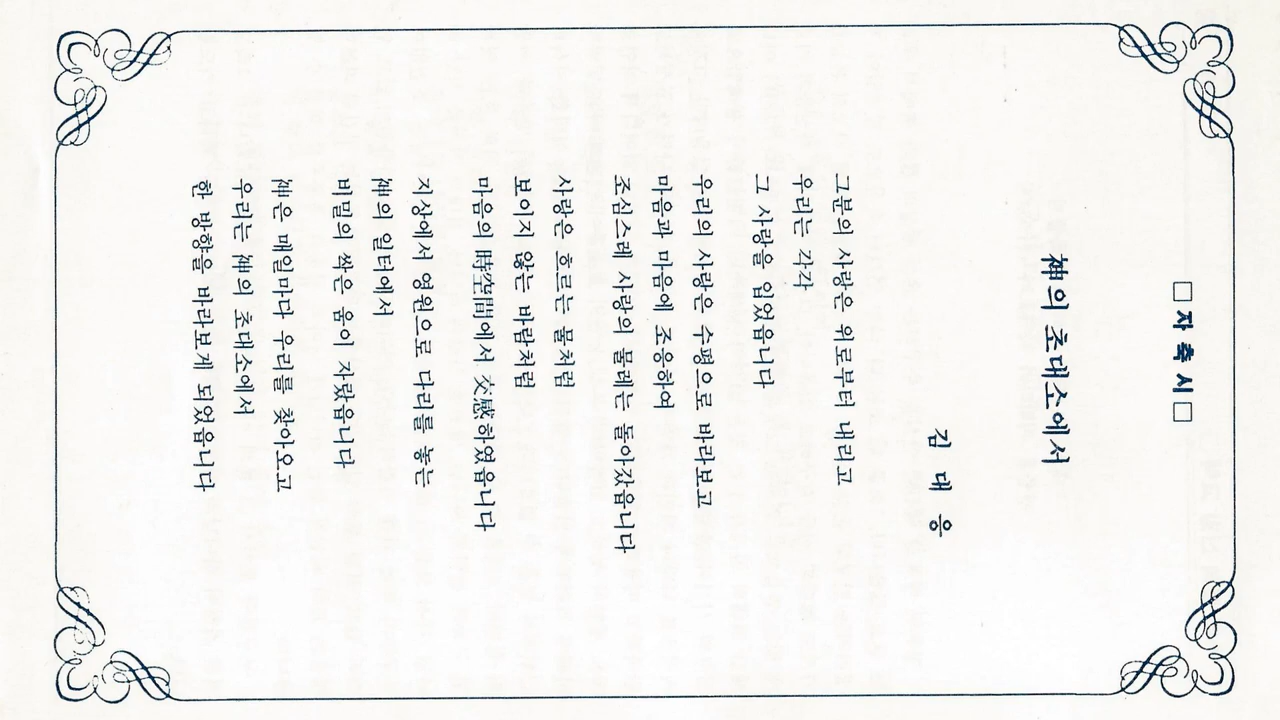 □ 자 축 시 □
神의 초대소에서
김 대 응
그분의 사랑은 위로부터 내리고
우리는 각각
그 사랑을 입었읍니다
우리의 사랑은 수평으로 바라보고
마음과 마음에 조응하여
조심스레 사랑의 물레는 돌아갔읍니다
사랑은 흐르는 물처럼
보이지 않는 바람처럼
마음의 時空間에서 交感하였읍니다
지상에서 영원으로 다리를 놓는
神의 일터에서
비밀의 싹은 움이 자랐읍니다
神은 매일마다 우리를 찾아오고
우리는 神의 초대소에서
한 방향을 바라보게 되었읍니다